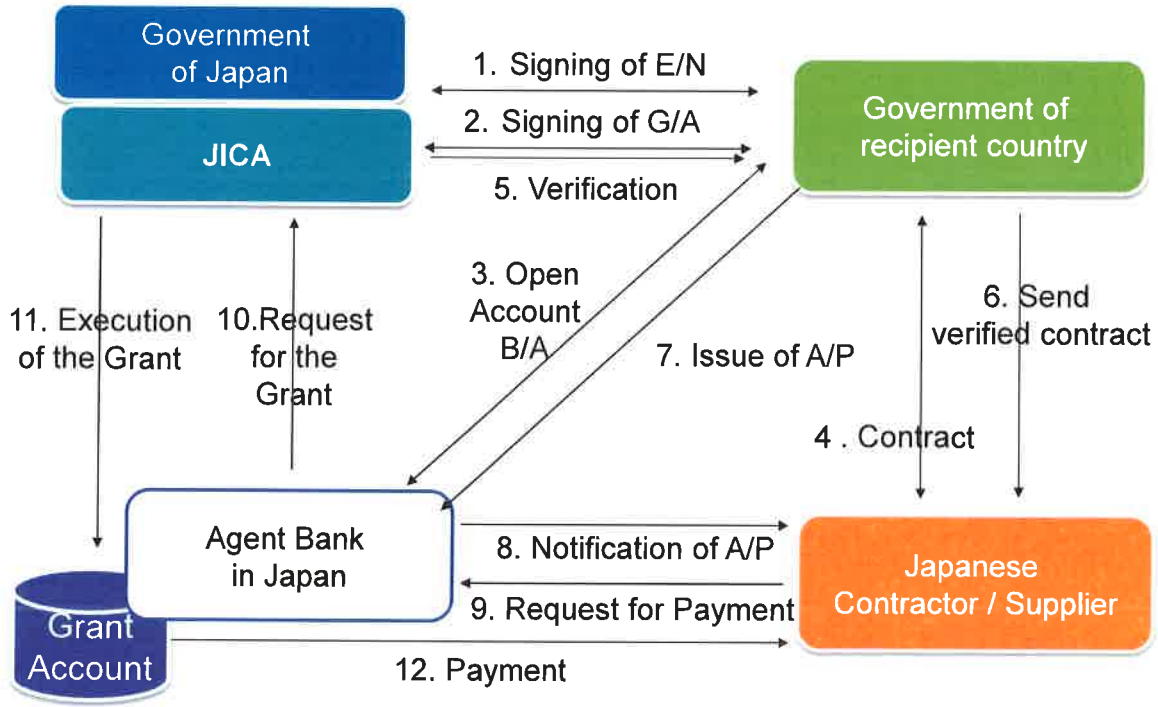 Government
of Japan
JICA
1. Signing of E/N
2. Signing of G/A
5. Verification
Government of
recipient country
11. Execution
of the Grant
10.Request
for the
Grant
3. Open
Account
B/A
7. Issue of A/P
6. Send
verified contract
4 . Contract
Agent Bank
in Japan
8. Notification of A/P
9. Request for Payment
Japanese
Contractor / Supplier
Grant
Account
12. Payment